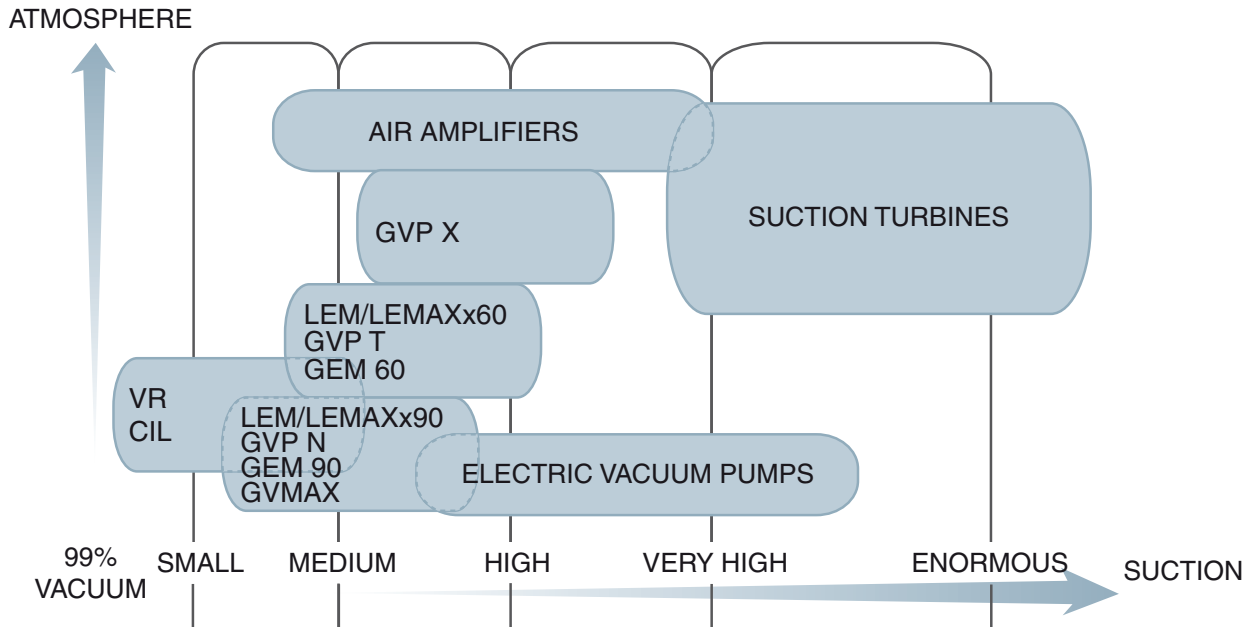 ATMOSPHERE
AIR AMPLIFIERS
SUCTION TURBINES
GVP X
LEM/LEMAXx60
GVP T
GEM 60
VR
CIL
LEM/LEMAXx90
GVP N
GEM 90
GVMAX
ELECTRIC VACUUM PUMPS
99%
VACUUM
SMALL
MEDIUM
HIGH
VERY HIGH
ENORMOUS
SUCTION